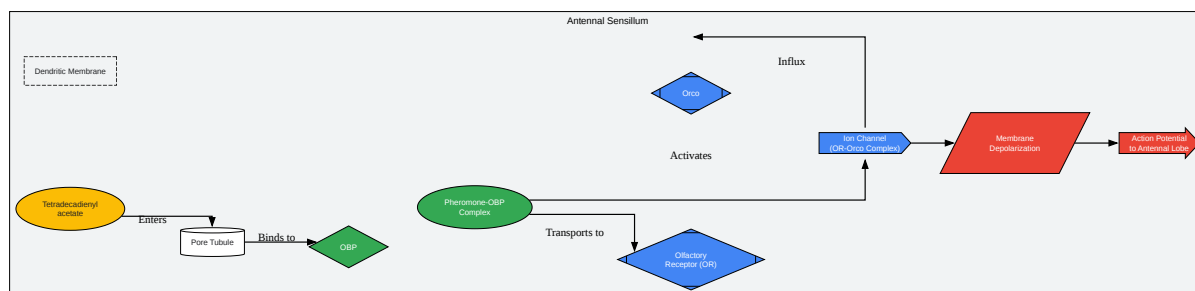 Antennal Sensillum
Influx
Dendritic Membrane
Orco
Ion Channel
(OR-Orco Complex)
Membrane
Depolarization
Action Potential
to Antennal Lobe
Activates
Tetradecadienyl
acetate
Enters
Pore Tubule
Binds to
OBP
Pheromone-OBP
Complex
Transports to
Olfactory
Receptor (OR)